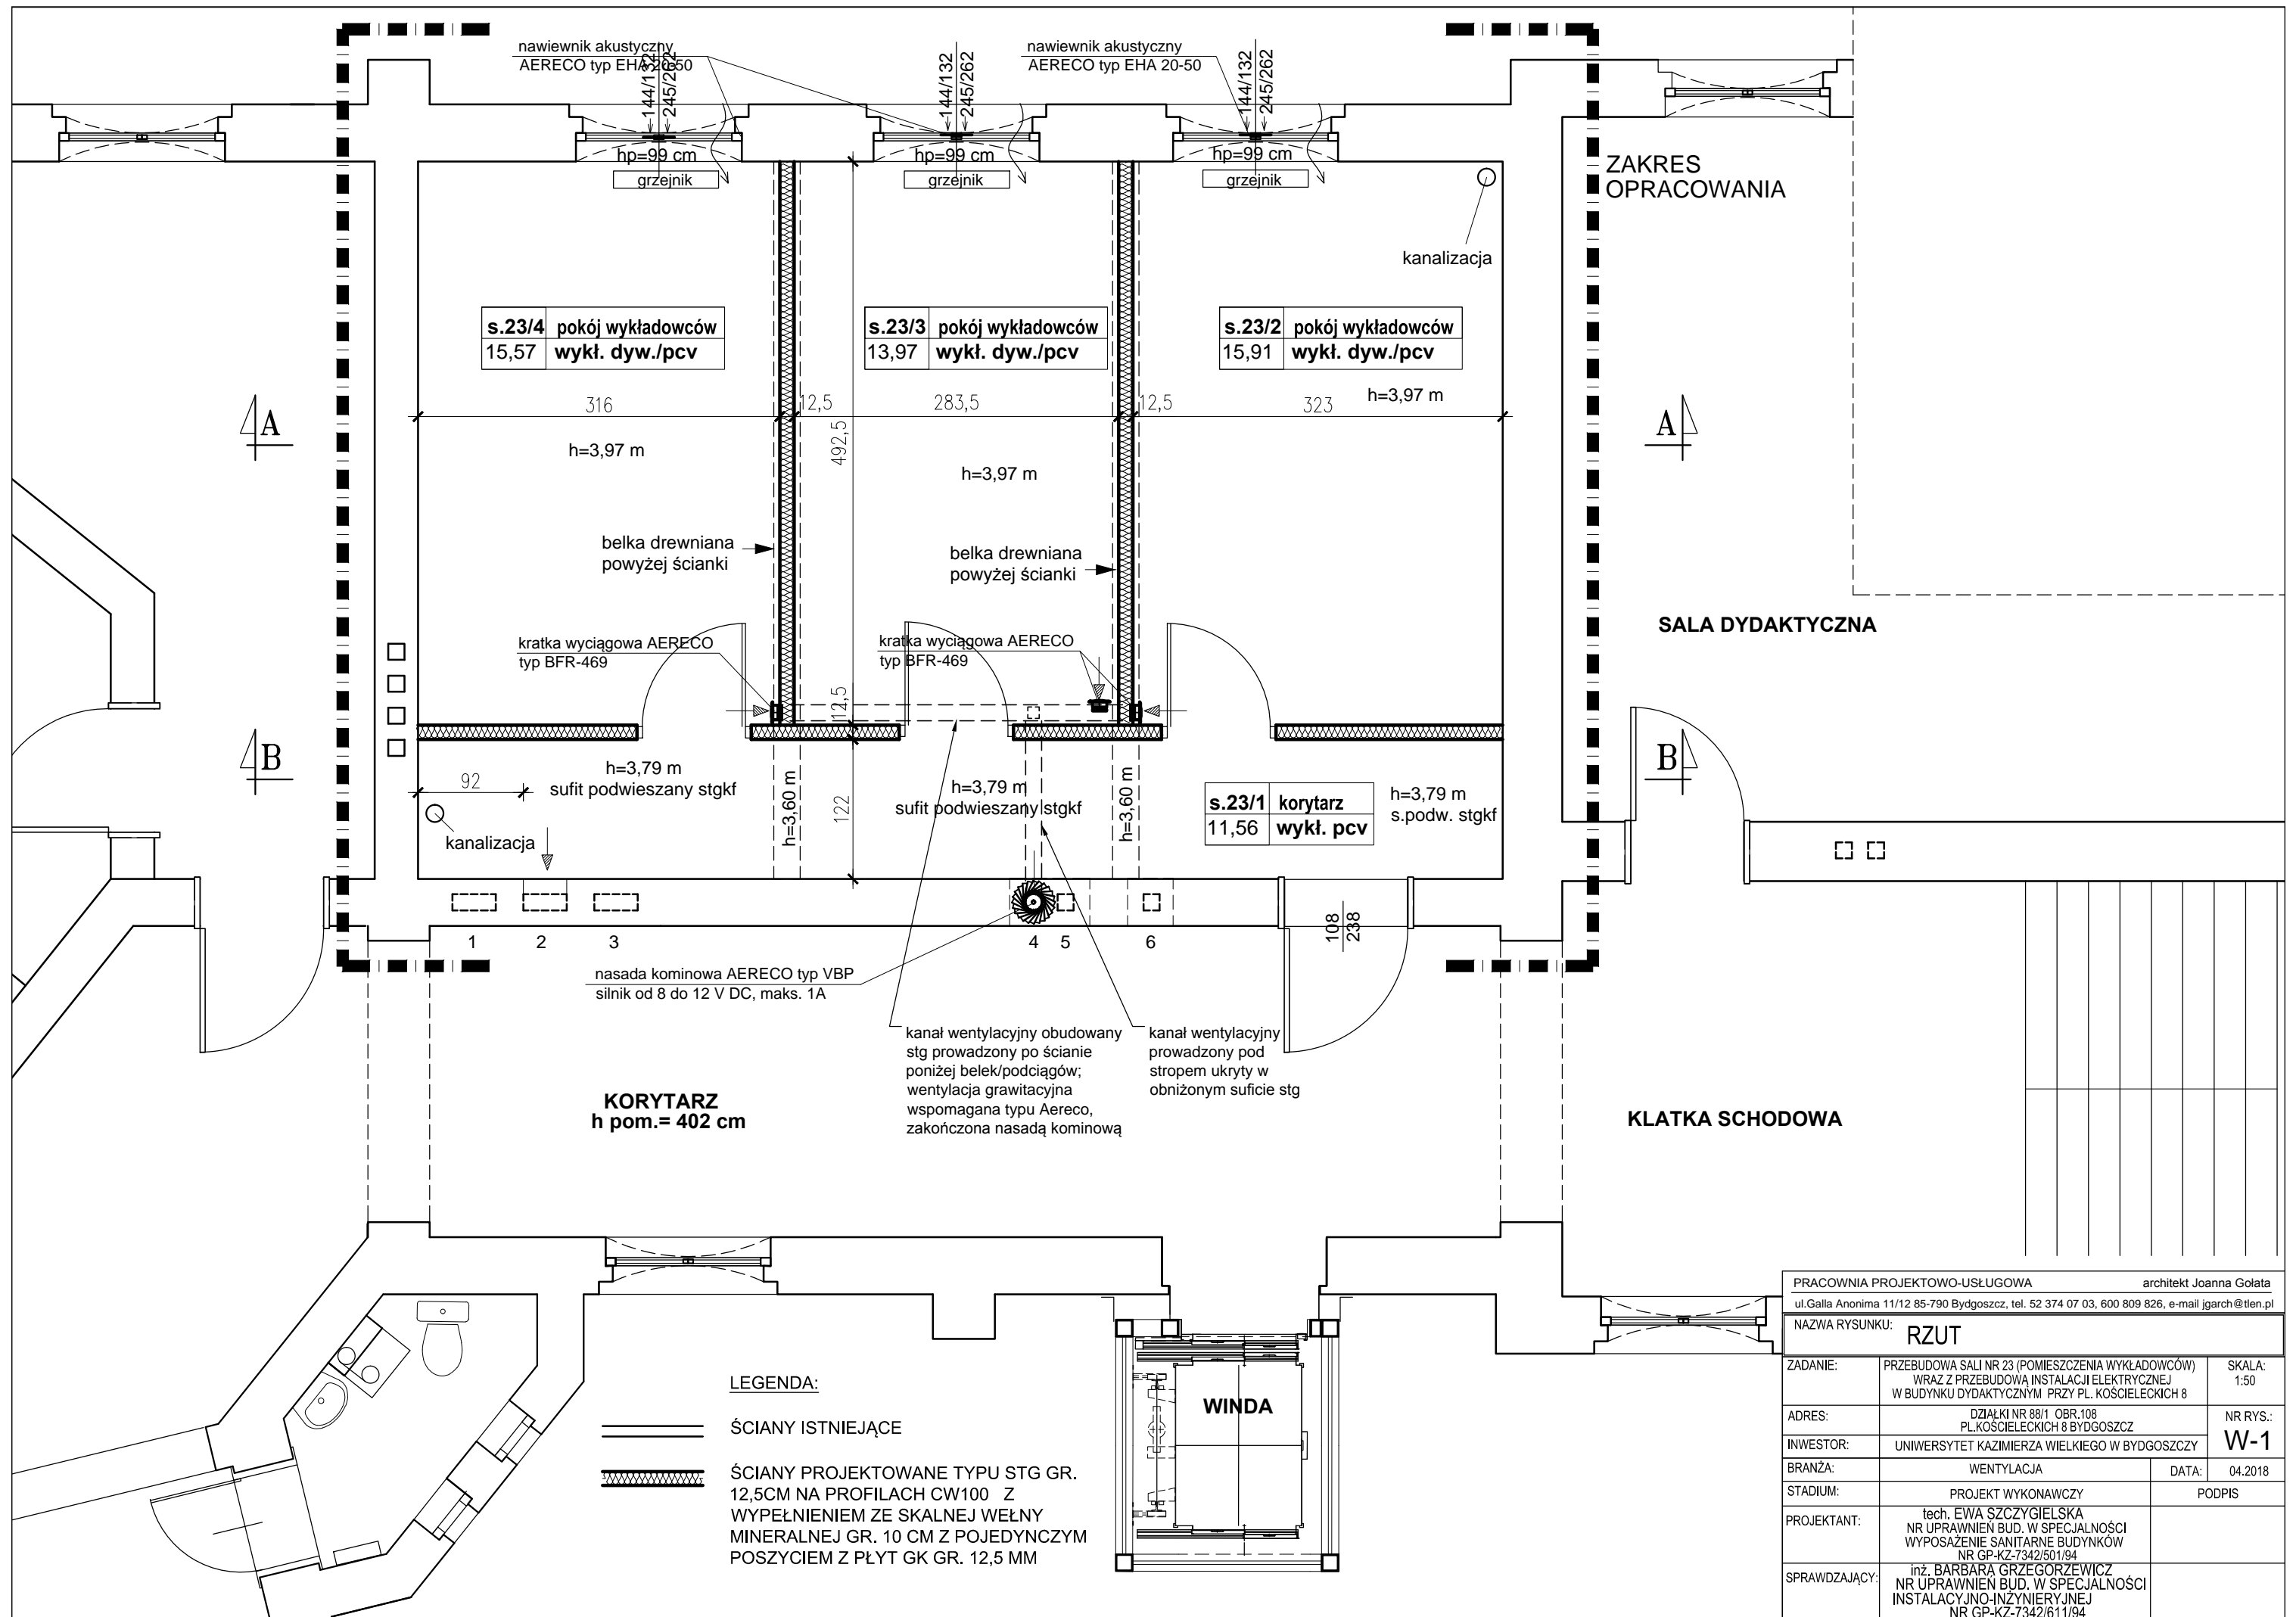 nawiewnik akustyczny
AERECO typ EHA 20-50
144/132
245/262
144/132
245/262
nawiewnik akustyczny
AERECO typ EHA 20-50
144/132
245/262
hp=99 cm
grzejnik
hp=99 cm
grzejnik
hp=99 cm
grzejnik
ZAKRES
OPRACOWANIA
kanalizacja
s.23/4 pokój wykładowców
15,57 wykł. dyw./pcv
s.23/3 pokój wykładowców
13,97 wykł. dyw./pcv
s.23/2 pokój wykładowców
15,91 wykł. dyw./pcv
316
12,5
283,5
12,5
323
h=3,97 m
492,5
h=3,97 m
h=3,97 m
A
A
belka drewniana
powyżej ścianki
belka drewniana
powyżej ścianki
SALA DYDAKTYCZNA
kratka wyciągowa AERECO
typ BFR-469
kratka wyciągowa AERECO
typ BFR-469
12,5
B
B
92
h=3,79 m
sufit podwieszany stgkf
h=3,60 m
122
h=3,79 m
sufit podwieszany stgkf
h=3,60 m
s.23/1 korytarz
11,56 wykł. pcv
h=3,79 m
s.podw. stgkf
kanalizacja
1
2
3
4
5
6
108
238
nasada kominowa AERECO typ VBP
silnik od 8 do 12 V DC, maks. 1A
kanał wentylacyjny obudowany
stg prowadzony po ścianie
poniżej belek/podciągów;
wentylacja grawitacyjna
wspomagana typu Aereco,
zakończona nasadą kominową
kanał wentylacyjny
prowadzony pod
stropem ukryty w
obniżonym suficie stg
KORYTARZ
h pom.= 402 cm
KLATKA SCHODOWA
WINDA
LEGENDA:
ŚCIANY ISTNIEJĄCE
ŚCIANY PROJEKTOWANE TYPU STG GR.
12,5CM NA PROFILACH CW100 Z
WYPEŁNIENIEM ZE SKALNEJ WEŁNY
MINERALNEJ GR. 10 CM Z POJEDYNCZYM
POSZYCIEM Z PŁYT GK GR. 12,5 MM
PRACOWNIA PROJEKTOWO-USŁUGOWA architekt Joanna Gołata
ul.Galla Anonima 11/12 85-790 Bydgoszcz, tel. 52 374 07 03, 600 809 826, e-mail jgarch@tlen.pl
NAZWA RYSUNKU: RZUT
ZADANIE: PRZEBUDOWA SALI NR 23 (POMIESZCZENIA WYKŁADOWCÓW)
WRAZ Z PRZEBUDOWĄ INSTALACJI ELEKTRYCZNEJ
W BUDYNKU DYDAKTYCZNYM PRZY PL. KOŚCIELECKICH 8
SKALA:
1:50
ADRES: DZIAŁKI NR 88/1 OBR.108
PL.KOŚCIELECKICH 8 BYDGOSZCZ
NR RYS.:
W-1
INWESTOR: UNIWERSYTET KAZIMIERZA WIELKIEGO W BYDGOSZCZY
BRANŻA: WENTYLACJA DATA: 04.2018
STADIUM: PROJEKT WYKONAWCZY PODPIS
PROJEKTANT: tech. EWA SZCZYGIELSKA
NR UPRAWNIEŃ BUD. W SPECJALNOŚCI
WYPOSAŻENIE SANITARNE BUDYNKÓW
NR GP-KZ-7342/501/94
SPRAWDZAJĄCY: inż. BARBARA GRZEGORZEWICZ
NR UPRAWNIEŃ BUD. W SPECJALNOŚCI
INSTALACYJNO-INŻYNIERYJNEJ
NR GP-KZ-7342/611/94